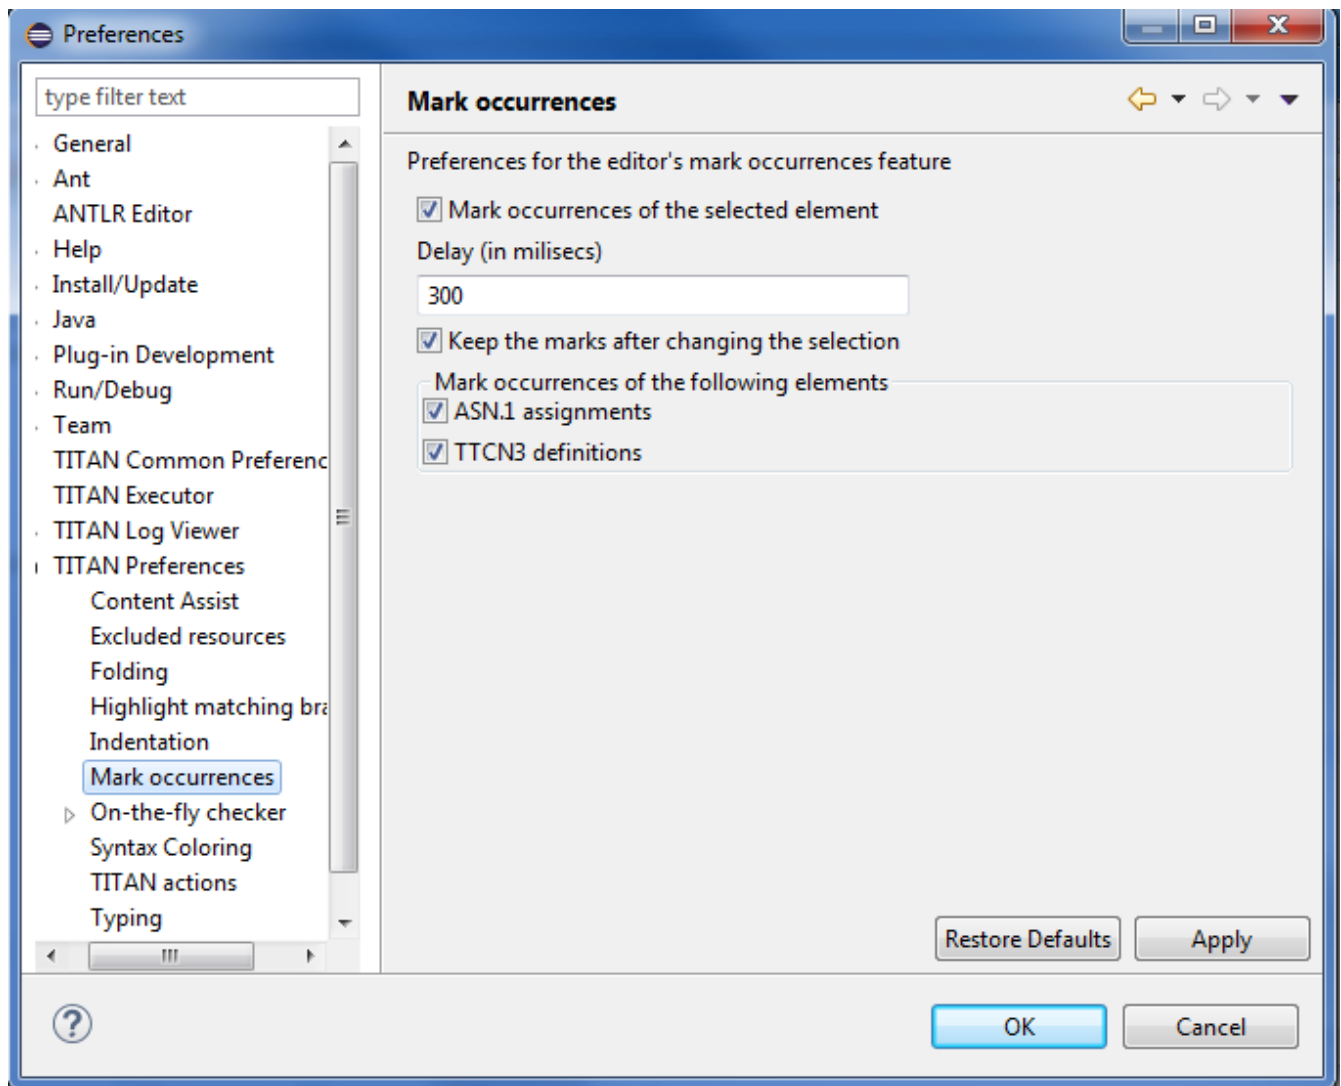 Preferences
type filter text
General
Ant
ANTLR Editor
Help
Install/Update
Java
Plug-in Development
Run/Debug
Team
TITAN Common Preferenc
TITAN Executor
TITAN Log Viewer
TITAN Preferences
Content Assist
Excluded resources
Folding
Highlight matching bra
Indentation
Mark occurrences
On-the-fly checker
Syntax Coloring
TITAN actions
Typing
Mark occurrences
Preferences for the editor's mark occurrences feature
Mark occurrences of the selected element
Delay (in milisecs)
300
Keep the marks after changing the selection
Mark occurrences of the following elements
ASN.1 assignments
TTCN3 definitions
Restore Defaults Apply
OK Cancel